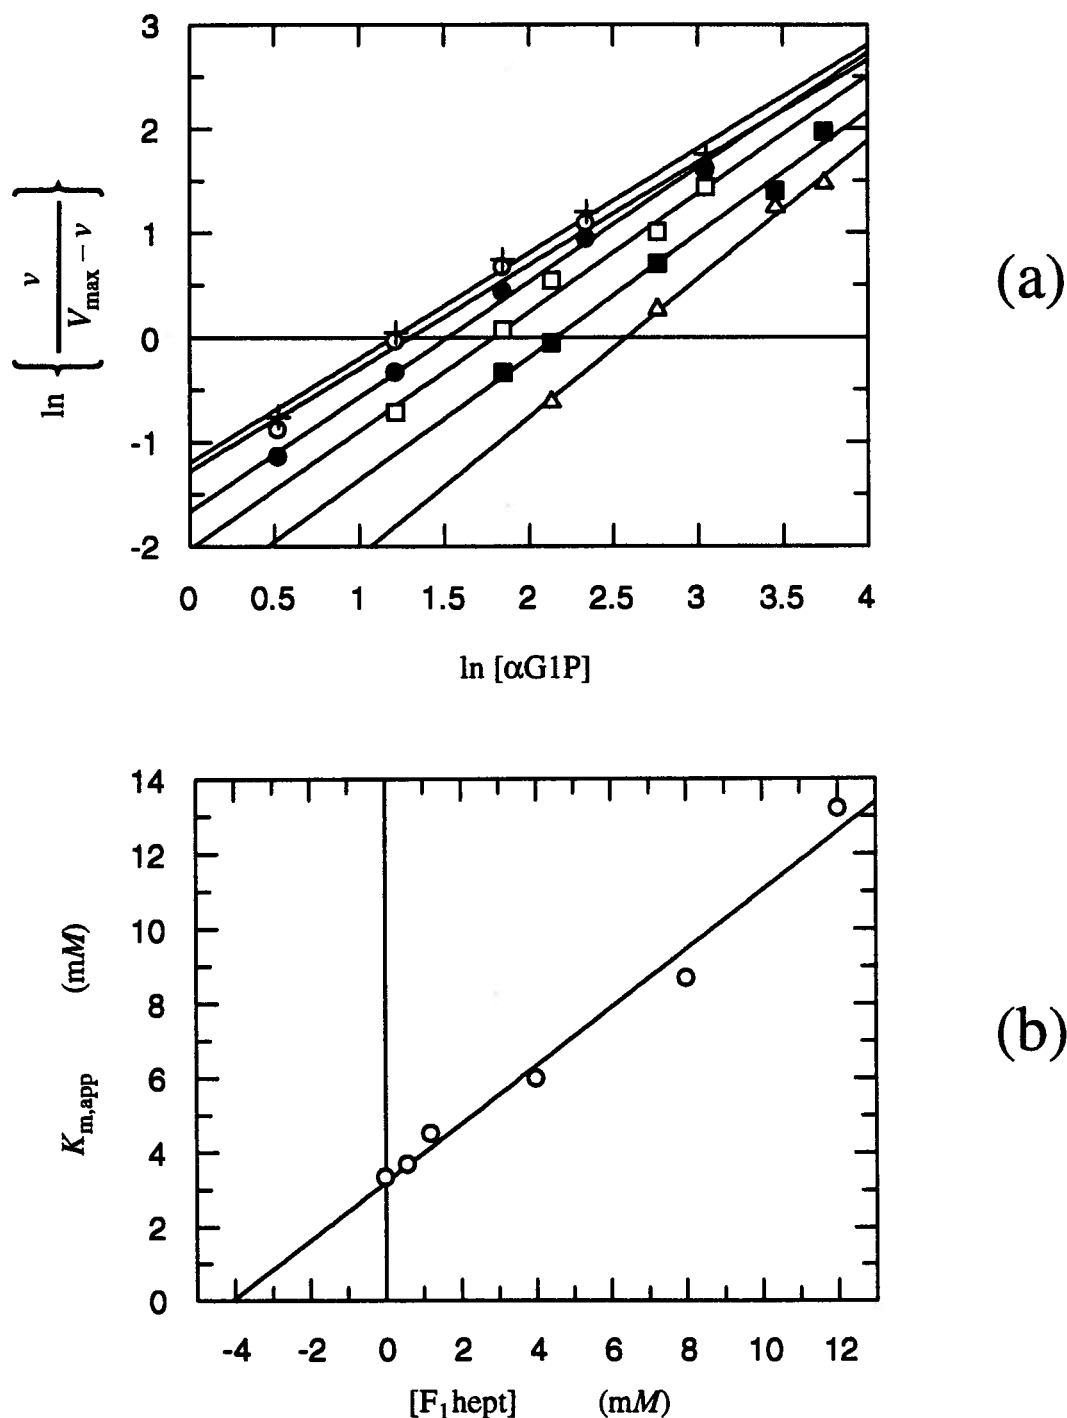 3
2
1
0
-1
-2
ln { v / V_max – v }
(a)
0 0.5 1 1.5 2 2.5 3 3.5 4
ln [αG1P]
14
12
10
8
6
4
2
0
K_m,app (mM)
(b)
-4 -2 0 2 4 6 8 10 12
[F₁hept] (mM)